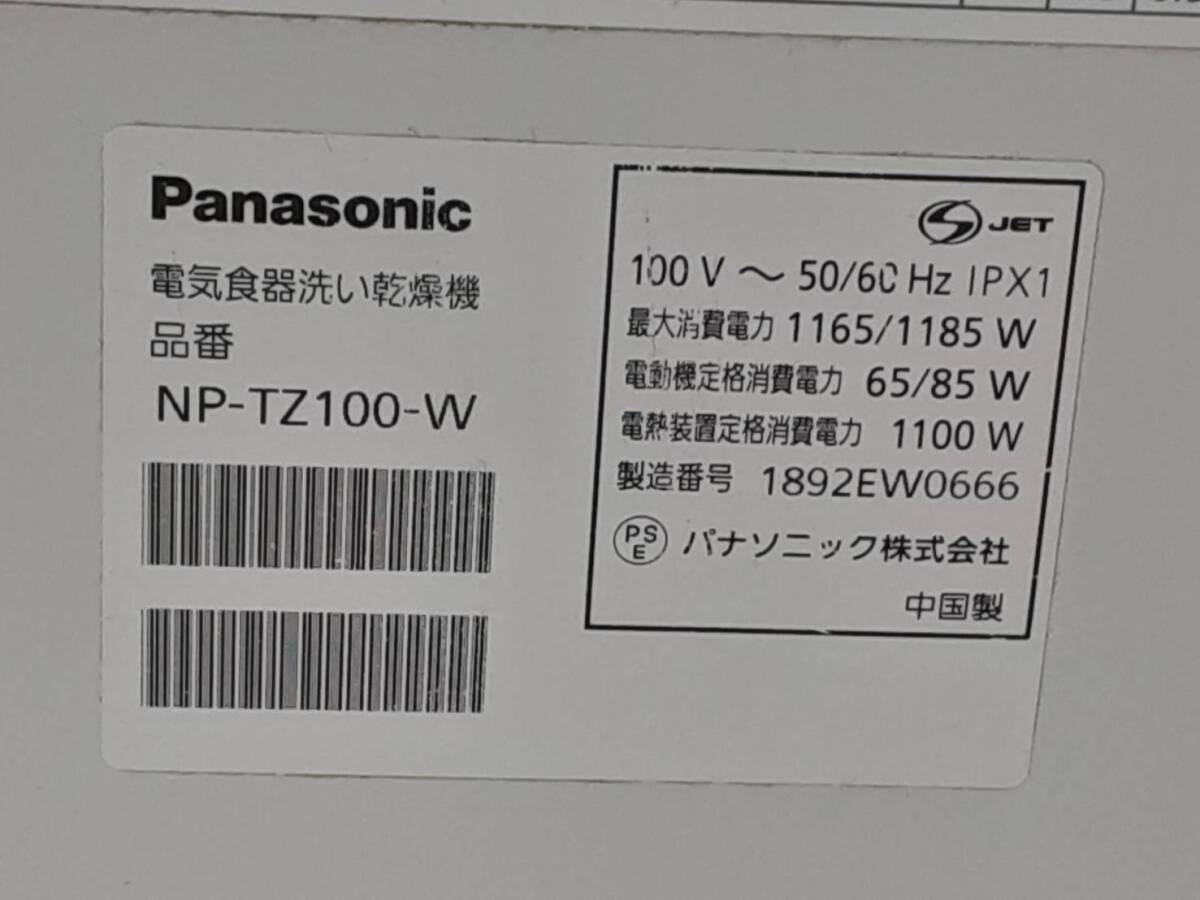 Panasonic
電気食器洗い乾燥機
品番
NP-TZ100-W
JET
100 V ～ 50/60 Hz IPX1
最大消費電力 1165/1185 W
電動機定格消費電力 65/85 W
電熱装置定格消費電力 1100 W
製造番号 1892EW0666
PSE パナソニック株式会社
中国製